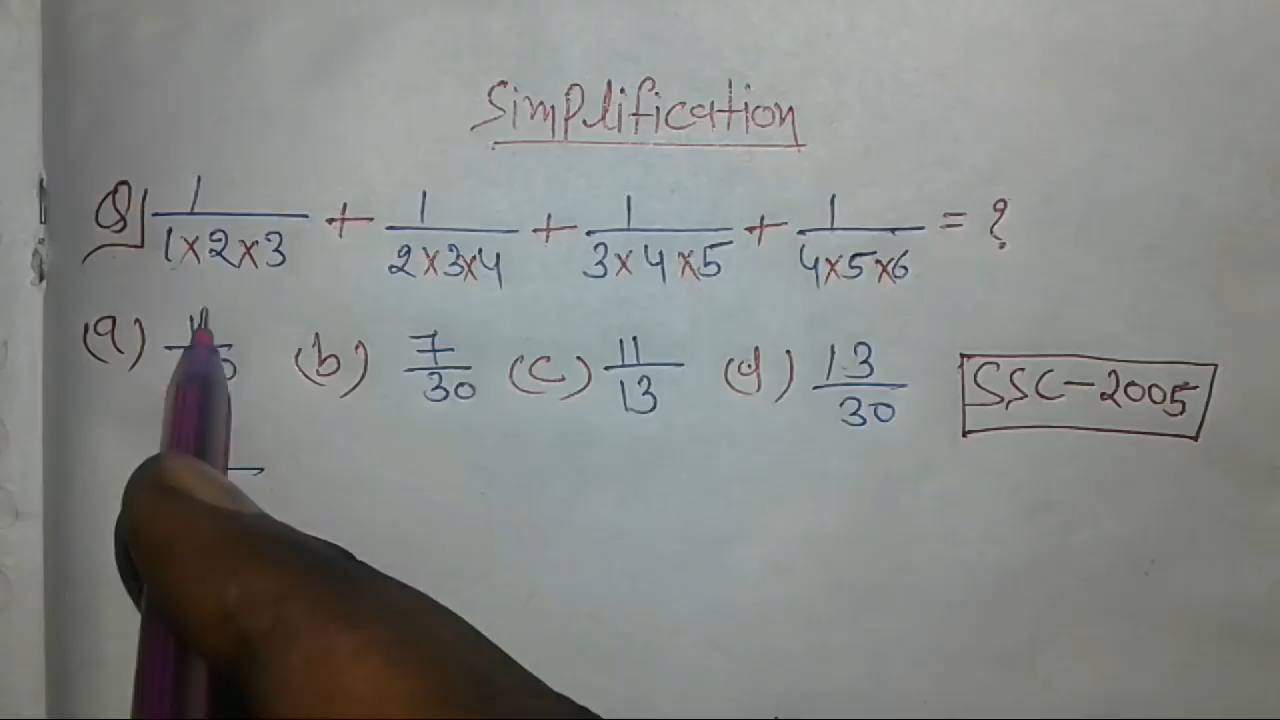 Simplification
Q] 1/(1×2×3) + 1/(2×3×4) + 1/(3×4×5) + 1/(4×5×6) = ?
(a) (b) 7/30 (c) 11/13 (d) 13/30 SSC-2005